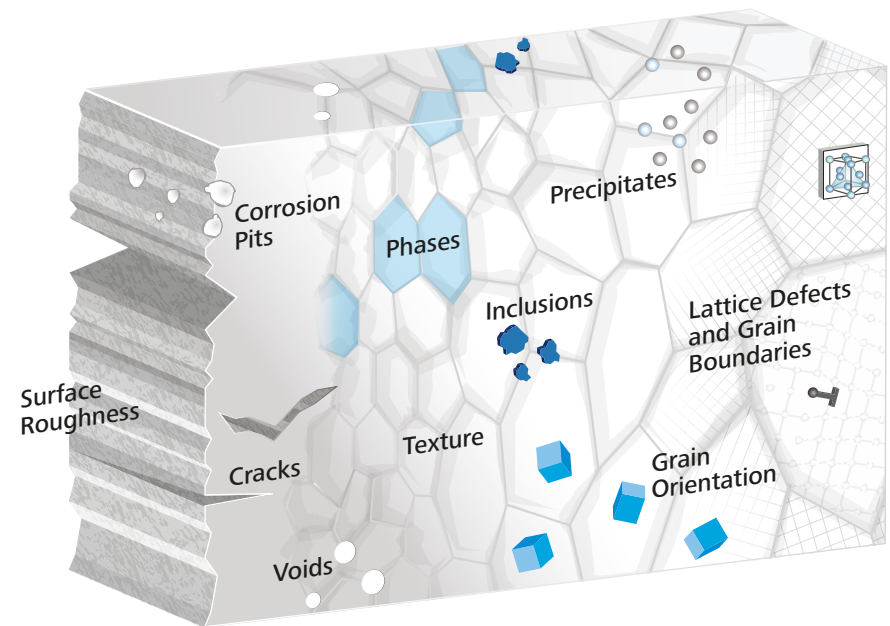 Corrosion
Pits
Phases
Precipitates
Inclusions
Lattice Defects
and Grain
Boundaries
Surface
Roughness
Cracks
Texture
Grain
Orientation
Voids